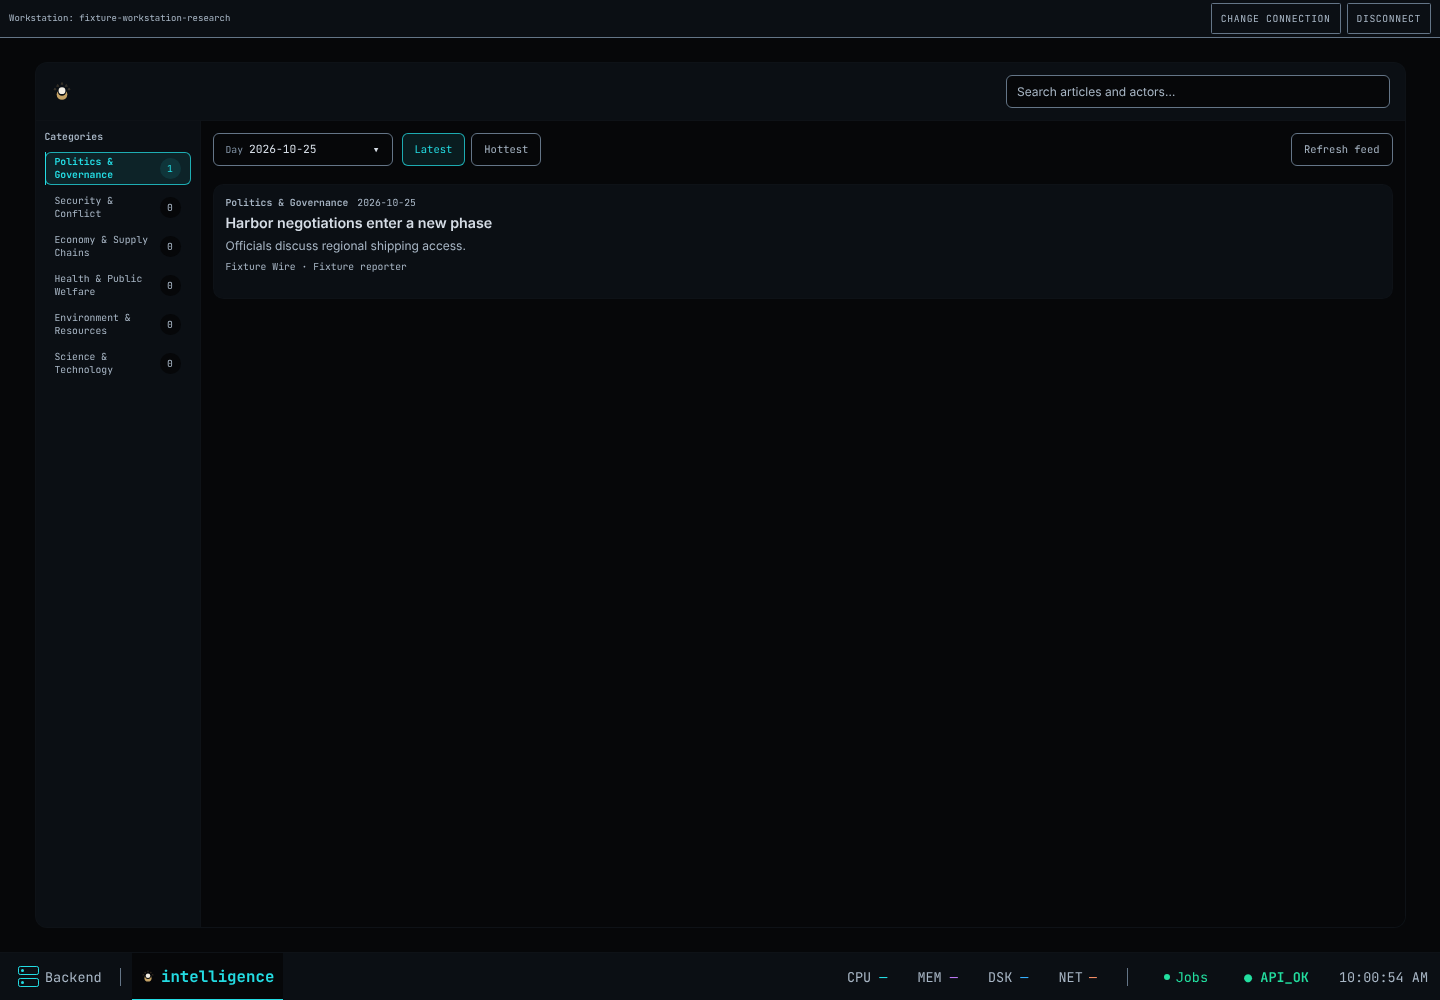 Workstation: fixture-workstation-research
CHANGE CONNECTION
DISCONNECT
Search articles and actors...
Categories
Politics &
Governance
1
Security &
Conflict
0
Economy & Supply
Chains
0
Health & Public
Welfare
0
Environment &
Resources
0
Science &
Technology
0
Day 2026-10-25
Latest
Hottest
Refresh feed
Politics & Governance 2026-10-25
Harbor negotiations enter a new phase
Officials discuss regional shipping access.
Fixture Wire · Fixture reporter
Backend
intelligence
CPU —
MEM —
DSK —
NET —
Jobs
API_OK
10:00:54 AM